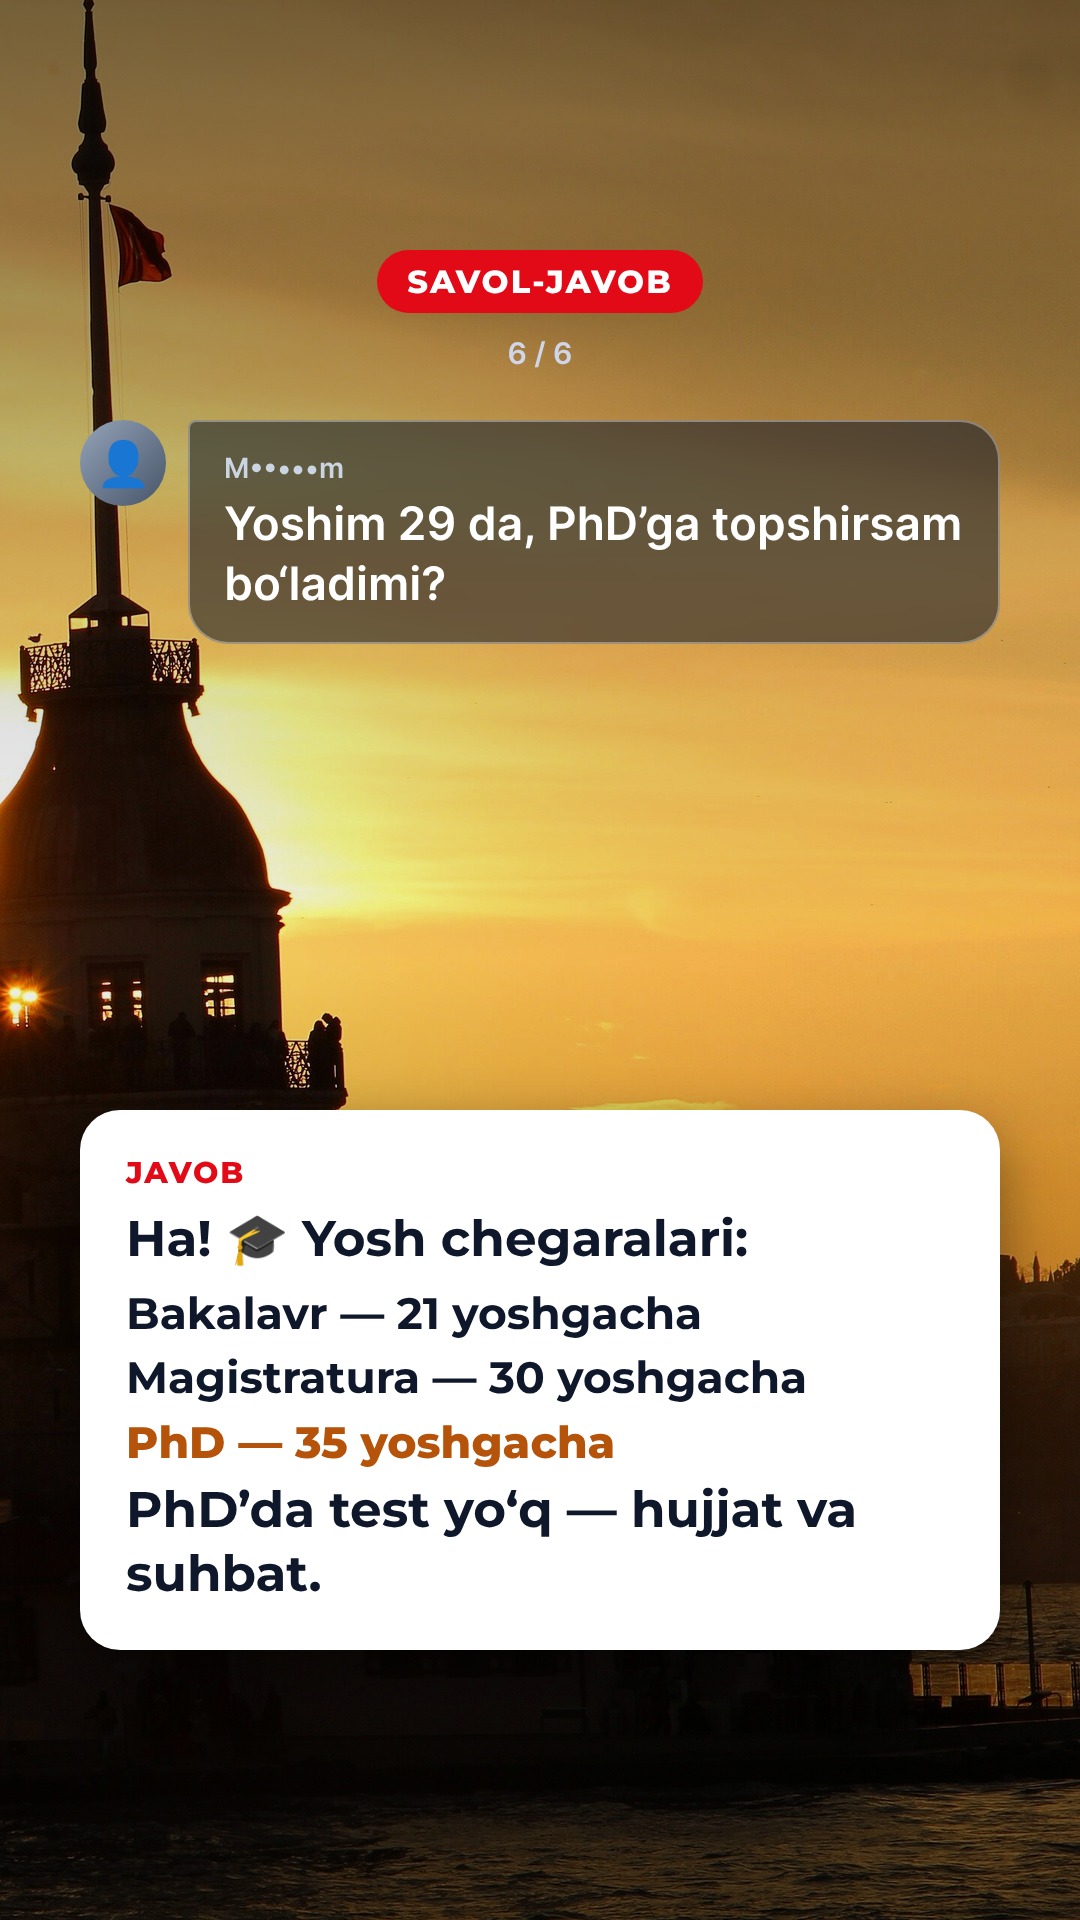 SAVOL-JAVOB
6 / 6
M•••••m
Yoshim 29 da, PhD’ga topshirsam
bo‘ladimi?
JAVOB
Ha! 🎓 Yosh chegaralari:
Bakalavr — 21 yoshgacha
Magistratura — 30 yoshgacha
PhD — 35 yoshgacha
PhD’da test yo‘q — hujjat va
suhbat.